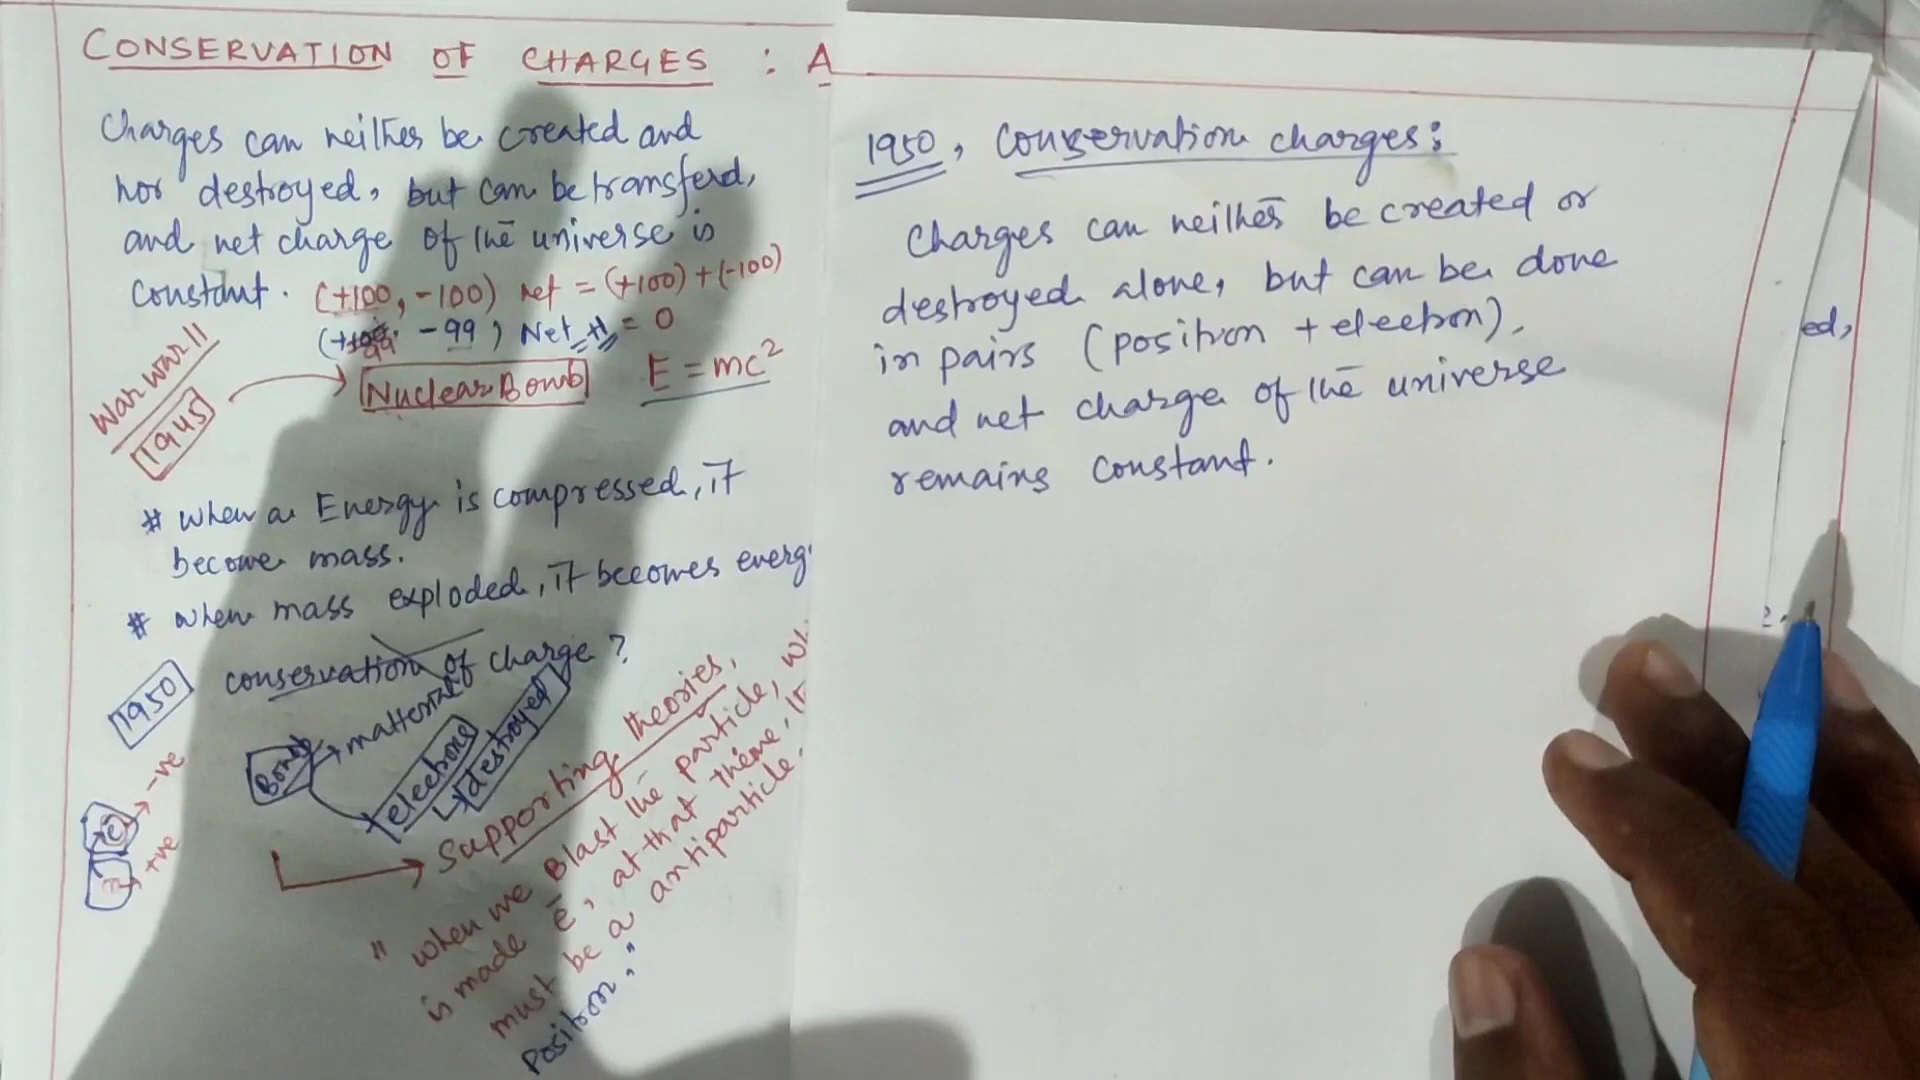 CONSERVATION OF CHARGES : A
Charges can neither be created and
nor destroyed, but can be transferd,
and net charge of the universe is
constant. (+100, -100) net = (+100) + (-100)
-99) Net +1 = 0
War war II
1945
Nuclear Bomb
E = mc²
# when a Energy is compressed, it
become mass.
# when mass exploded, it becomes energ
1950
conservation of charge?
Bomb
electrons
destroyed
e → -ve
+ve
Supporting theories,
" when we Blast the particle, w
is made e, at that theme, it
must be a antiparticle.
Positron."
1950, Conservation charges:
Charges can neither be created or
destroyed alone, but can be done
in pairs (position + electron),
and net charge of the universe
remains constant.
ed,